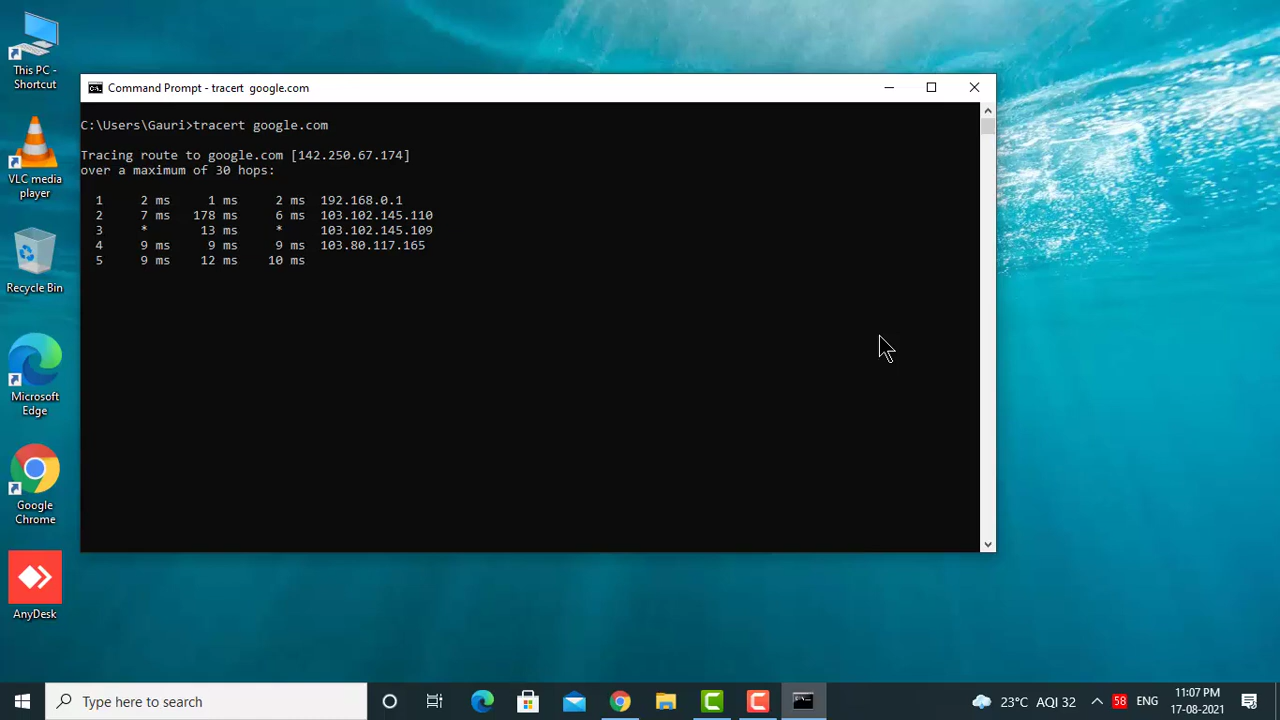 This PC -
Shortcut
VLC media
player
Recycle Bin
Microsoft
Edge
Google
Chrome
AnyDesk
Command Prompt - tracert  google.com
C:\Users\Gauri>tracert google.com
Tracing route to google.com [142.250.67.174]
over a maximum of 30 hops:
1     2 ms     1 ms     2 ms  192.168.0.1
2     7 ms   178 ms     6 ms  103.102.145.110
3     *       13 ms     *     103.102.145.109
4     9 ms     9 ms     9 ms  103.80.117.165
5     9 ms    12 ms    10 ms
Type here to search
23°C  AQI 32
58
ENG
11:07 PM
17-08-2021